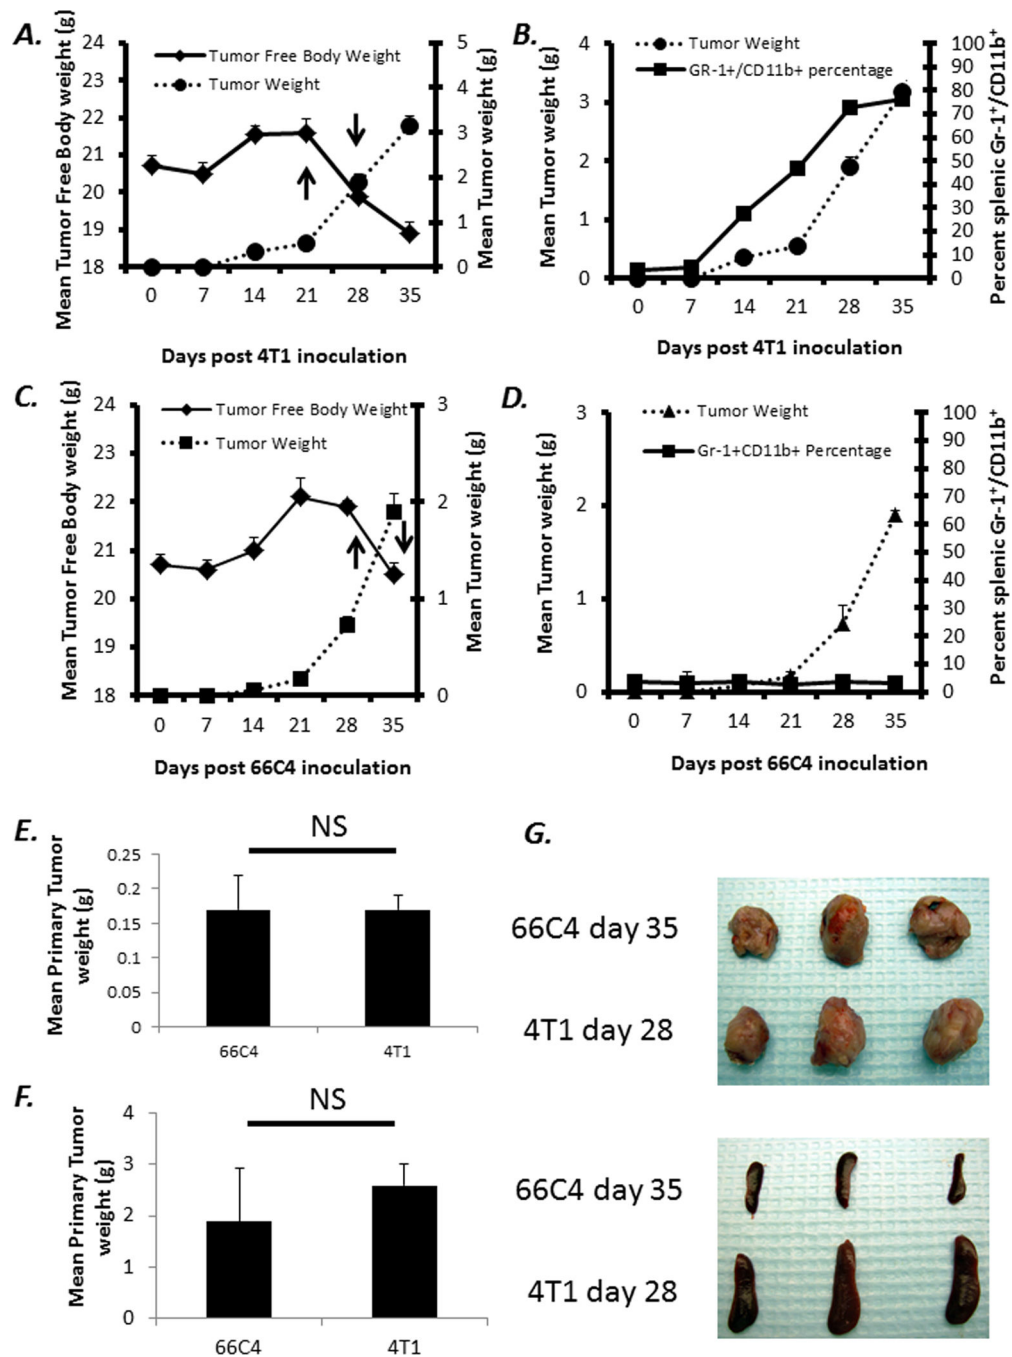 A.
Mean Tumor Free Body weight (g)
24
23
22
21
20
19
18
Tumor Free Body Weight
Tumor Weight
5
4
3
2
1
0
Mean Tumor weight (g)
0 7 14 21 28 35
Days post 4T1 inoculation
B.
Mean Tumor weight (g)
4
3
2
1
0
Tumor Weight
GR-1+/CD11b+ percentage
100
90
80
70
60
50
40
30
20
10
0
Percent splenic Gr-1+/CD11b+
0 7 14 21 28 35
Days post 4T1 inoculation
C.
Mean Tumor Free Body weight (g)
24
23
22
21
20
19
18
Tumor Free Body Weight
Tumor Weight
3
2
1
0
Mean Tumor weight (g)
0 7 14 21 28 35
Days post 66C4 inoculation
D.
Mean Tumor weight (g)
3
2
1
0
Tumor Weight
Gr-1+CD11b+ Percentage
100
90
80
70
60
50
40
30
20
10
0
Percent splenic Gr-1+/CD11b+
0 7 14 21 28 35
Days post 66C4 inoculation
E.
Mean Primary Tumor
weight (g)
NS
0.25
0.2
0.15
0.1
0.05
0
66C4 4T1
F.
Mean Primary Tumor
weight (g)
NS
4
3
2
1
0
66C4 4T1
G.
66C4 day 35
4T1 day 28
66C4 day 35
4T1 day 28